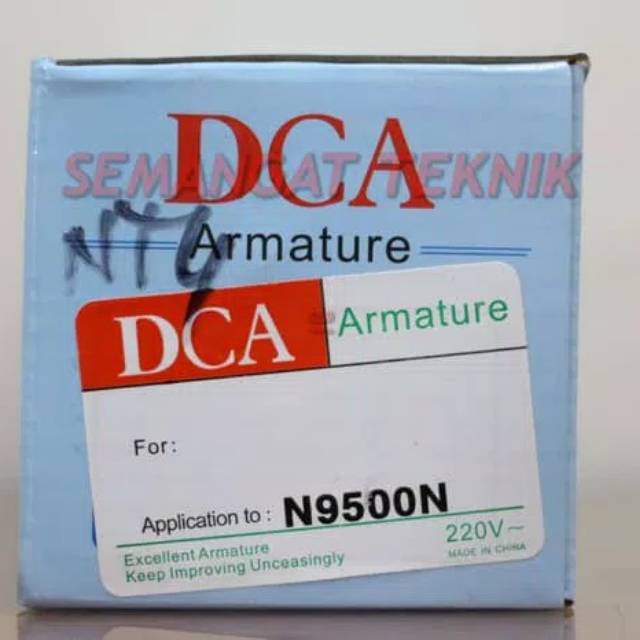 DCA
SEMANGAT TEKNIK
Armature
DCA Armature
For:
Application to : N9500N
220V~
Excellent Armature
MADE IN CHINA
Keep Improving Unceasingly